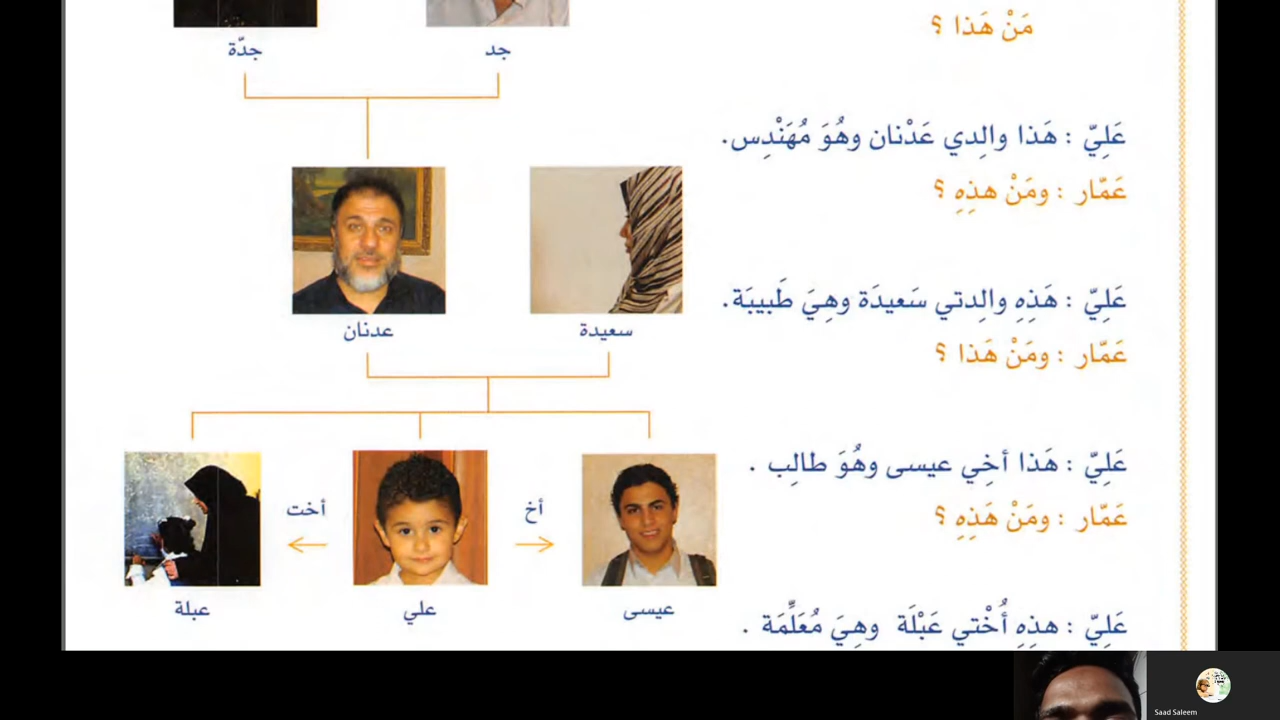 مَنْ هَذا ؟
عَلِيّ : هَذا والِدي عَدْنان وهُوَ مُهَنْدِس.
عَمّار : ومَنْ هذِهِ ؟
عَلِيّ : هَذِهِ والِدتي سَعيدَة وهِيَ طَبيبَة.
عَمّار : ومَنْ هَذا ؟
عَلِيّ : هَذا أخِي عيسى وهُوَ طالِب .
عَمّار : ومَنْ هَذِهِ ؟
عَلِيّ : هذِهِ أُخْتي عَبْلَة وهِيَ مُعَلِّمَة .
جد
جدّة
سعيدة
عدنان
أخ
أخت
عيسى
علي
عبلة
Saad Saleem